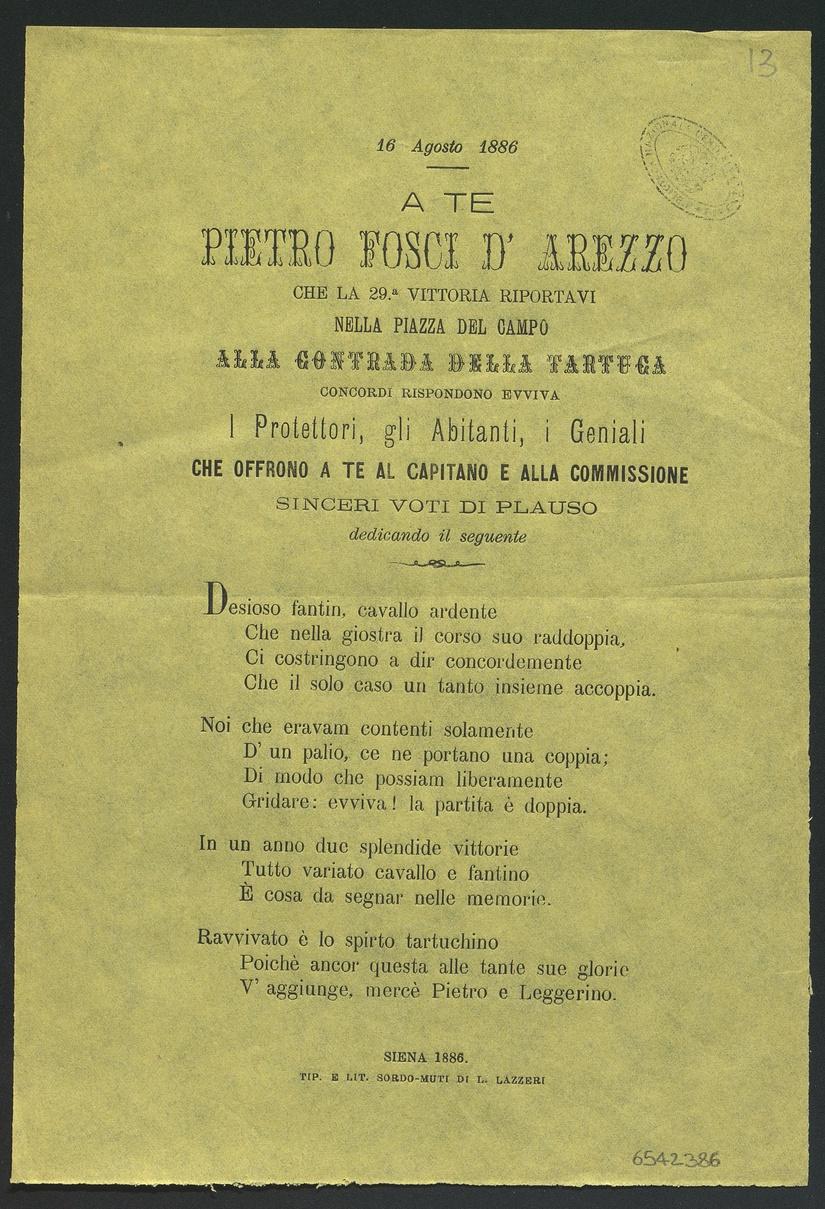 13
16 Agosto 1886
A TE
PIETRO FOSCI D' AREZZO
CHE LA 29.ª VITTORIA RIPORTAVI
NELLA PIAZZA DEL CAMPO
ALLA CONTRADA DELLA TARTUCA
CONCORDI RISPONDONO EVVIVA
I Protettori, gli Abitanti, i Geniali
CHE OFFRONO A TE AL CAPITANO E ALLA COMMISSIONE
SINCERI VOTI DI PLAUSO
dedicando il seguente
Desioso fantin, cavallo ardente
Che nella giostra il corso suo raddoppia,
Ci costringono a dir concordemente
Che il solo caso un tanto insieme accoppia.
Noi che eravam contenti solamente
D' un palio, ce ne portano una coppia;
Di modo che possiam liberamente
Gridare: evviva! la partita è doppia.
In un anno due splendide vittorie
Tutto variato cavallo e fantino
È cosa da segnar nelle memorie.
Ravvivato è lo spirto tartuchino
Poichè ancor questa alle tante sue glorie
V' aggiunge, mercè Pietro e Leggerino.
SIENA 1886.
TIP. E LIT. SORDO-MUTI DI L. LAZZERI
6542386